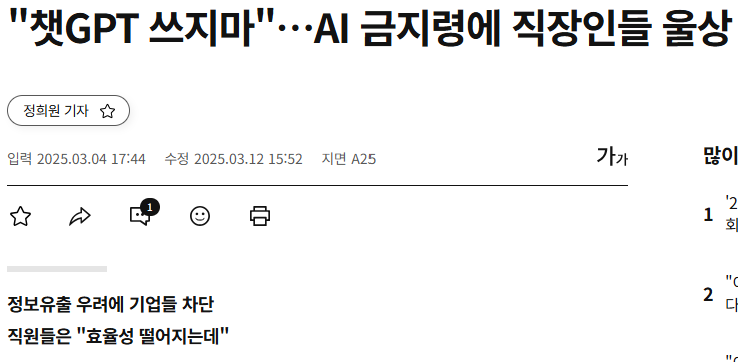 "챗GPT 쓰지마"…AI 금지령에 직장인들 울상
정희원 기자
입력 2025.03.04 17:44 수정 2025.03.12 15:52 지면 A25
가가
1
정보유출 우려에 기업들 차단
직원들은 "효율성 떨어지는데"
많이
1 '2
회
2
다